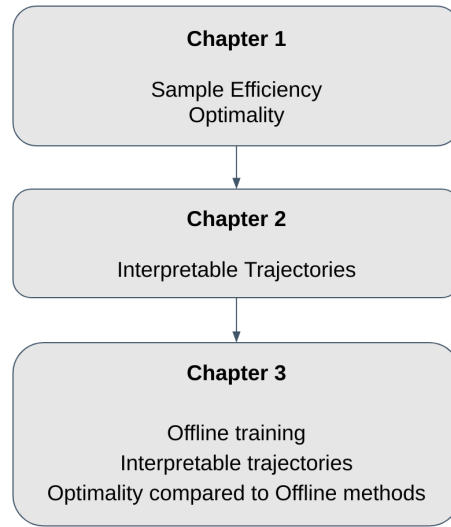 Chapter 1
Sample Efficiency
Optimality
Chapter 2
Interpretable Trajectories
Chapter 3
Offline training
Interpretable trajectories
Optimality compared to Offline methods